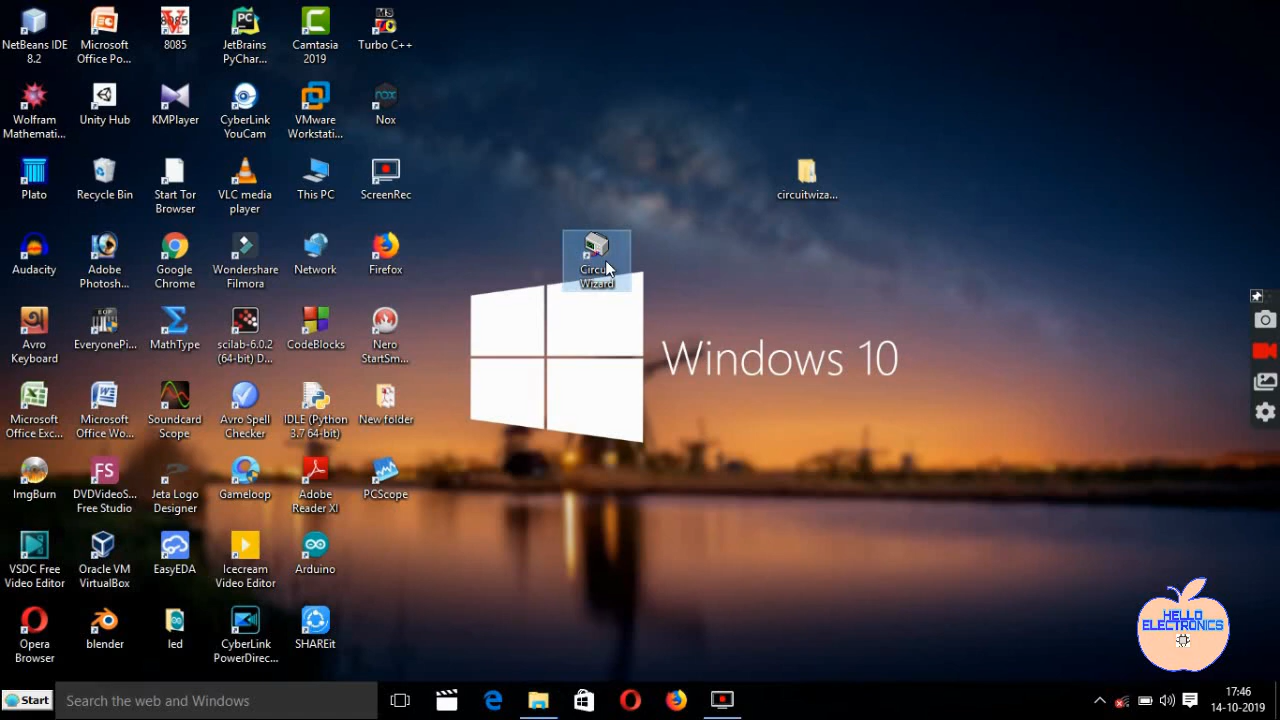 NetBeans IDE
8.2
Microsoft
Office Po...
8085
8085
PC
JetBrains
PyChar...
Camtasia
2019
MS
Turbo C++
Wolfram
Mathemati...
Unity Hub
KMPlayer
CyberLink
YouCam
VMware
Workstati...
nox
Nox
Plato
Recycle Bin
Start Tor
Browser
VLC media
player
This PC
ScreenRec
circuitwiza...
Audacity
Adobe
Photosh...
Google
Chrome
Wondershare
Filmora
Network
Firefox
Wizard
Windows 10
Avro
Keyboard
EveryonePi...
MathType
scilab-6.0.2
(64-bit) D...
CodeBlocks
Nero
StartSm...
Microsoft
Office Exc...
Microsoft
Office Wo...
Soundcard
Scope
Avro Spell
Checker
IDLE (Python
3.7 64-bit)
New folder
ImgBurn
FS
DVDVideoS...
Free Studio
Jeta Logo
Designer
Gameloop
Adobe
Reader XI
PCScope
VSDC Free
Video Editor
Oracle VM
VirtualBox
EasyEDA
Icecream
Video Editor
Arduino
Opera
Browser
blender
led
CyberLink
PowerDirec...
SHAREit
HELLO
ELECTRONICS
Start
Search the web and Windows
17:46
14-10-2019